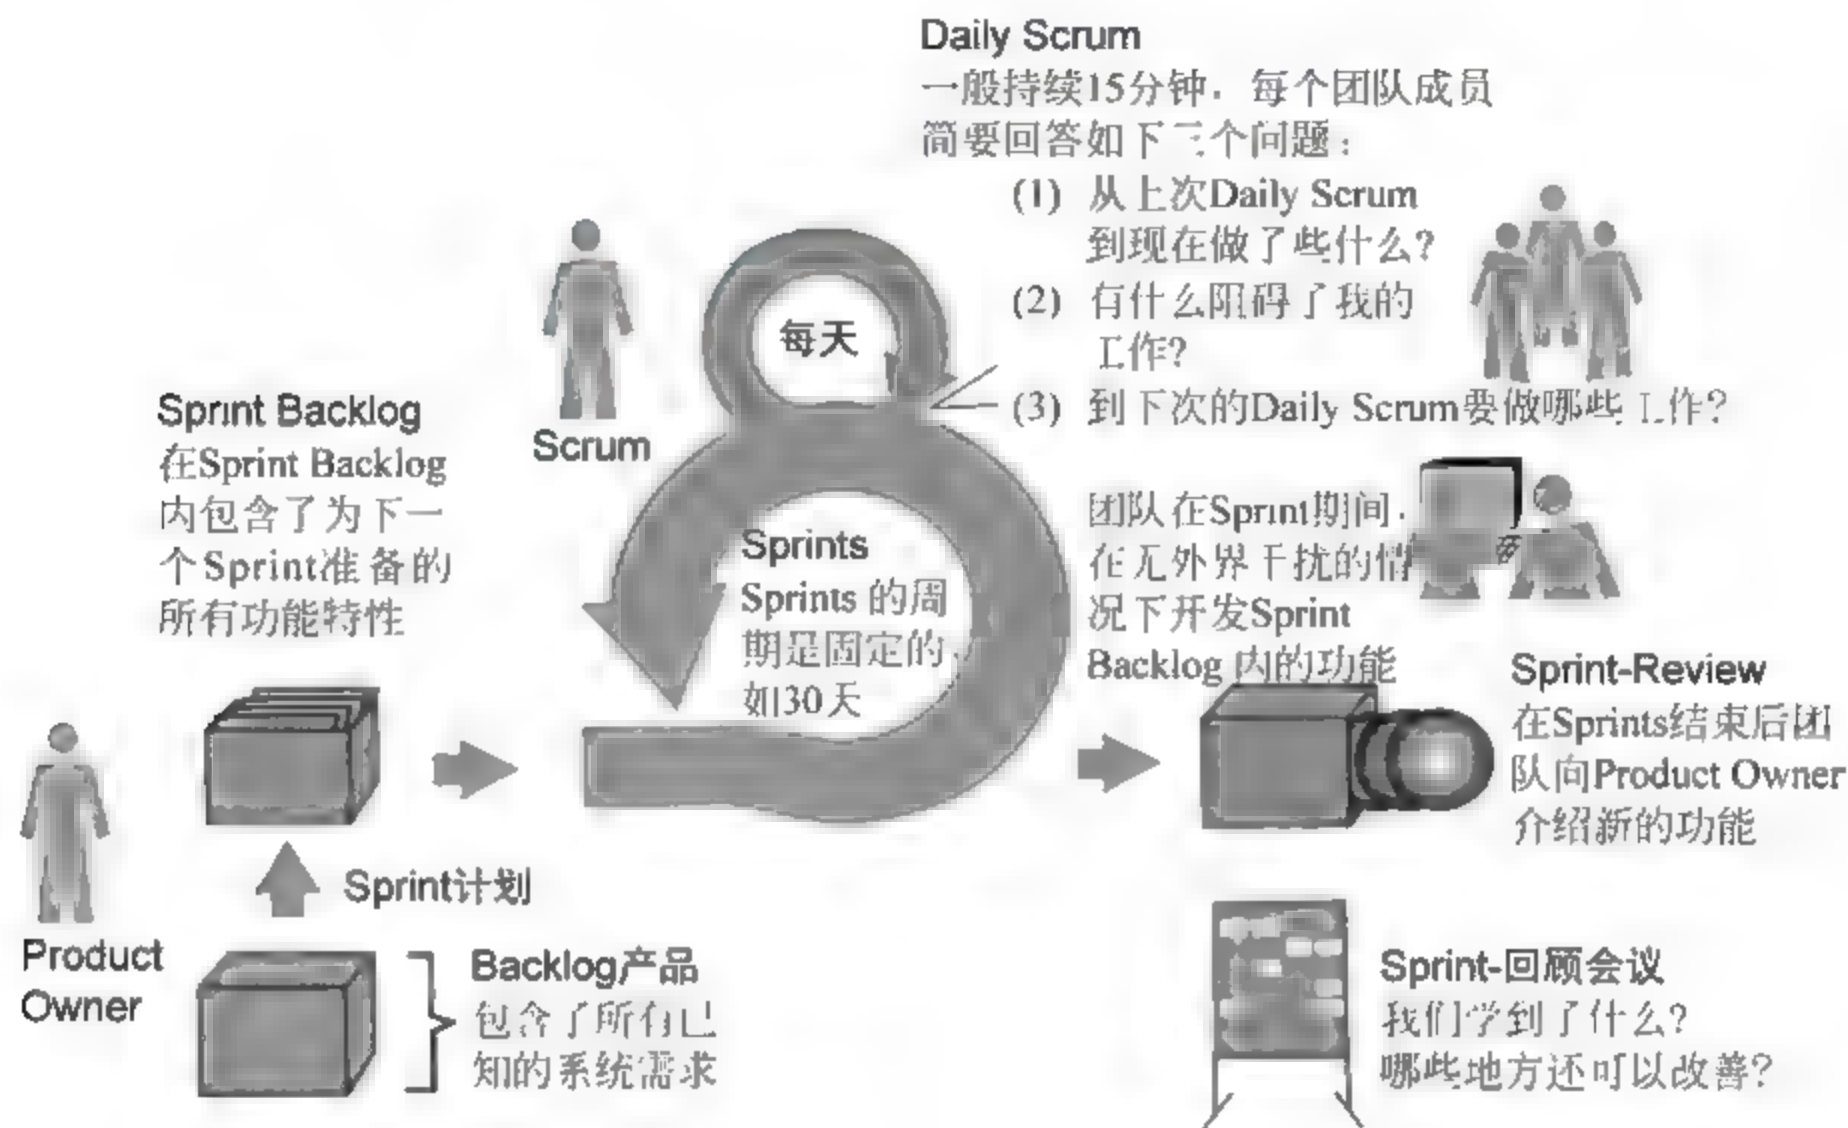 Daily Scrum
一般持续15分钟，每个团队成员
简要回答如下三个问题：
(1) 从上次Daily Scrum
到现在做了些什么?
(2) 有什么阻碍了我的
工作?
(3) 到下次的Daily Scrum要做哪些工作?
每天
Scrum
Sprint Backlog
在Sprint Backlog
内包含了为下一
个Sprint准备的
所有功能特性
Sprints
Sprints 的周
期是固定的，
如30天
团队在Sprint期间，
在无外界干扰的情
况下开发Sprint
Backlog 内的功能
Sprint-Review
在Sprints结束后团
队向Product Owner
介绍新的功能
Sprint计划
Product
Owner
Backlog产品
包含了所有已
知的系统需求
Sprint-回顾会议
我们学到了什么?
哪些地方还可以改善?